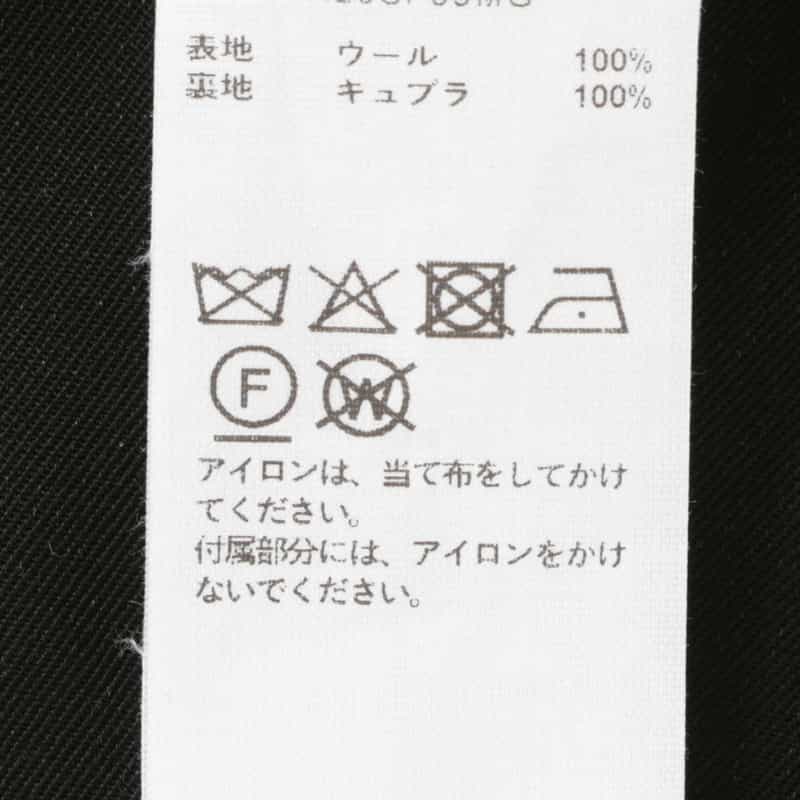 表地 ウール 100%
裏地 キュプラ 100%
F W
アイロンは、当て布をしてかけ
てください。
付属部分には、アイロンをかけ
ないでください。